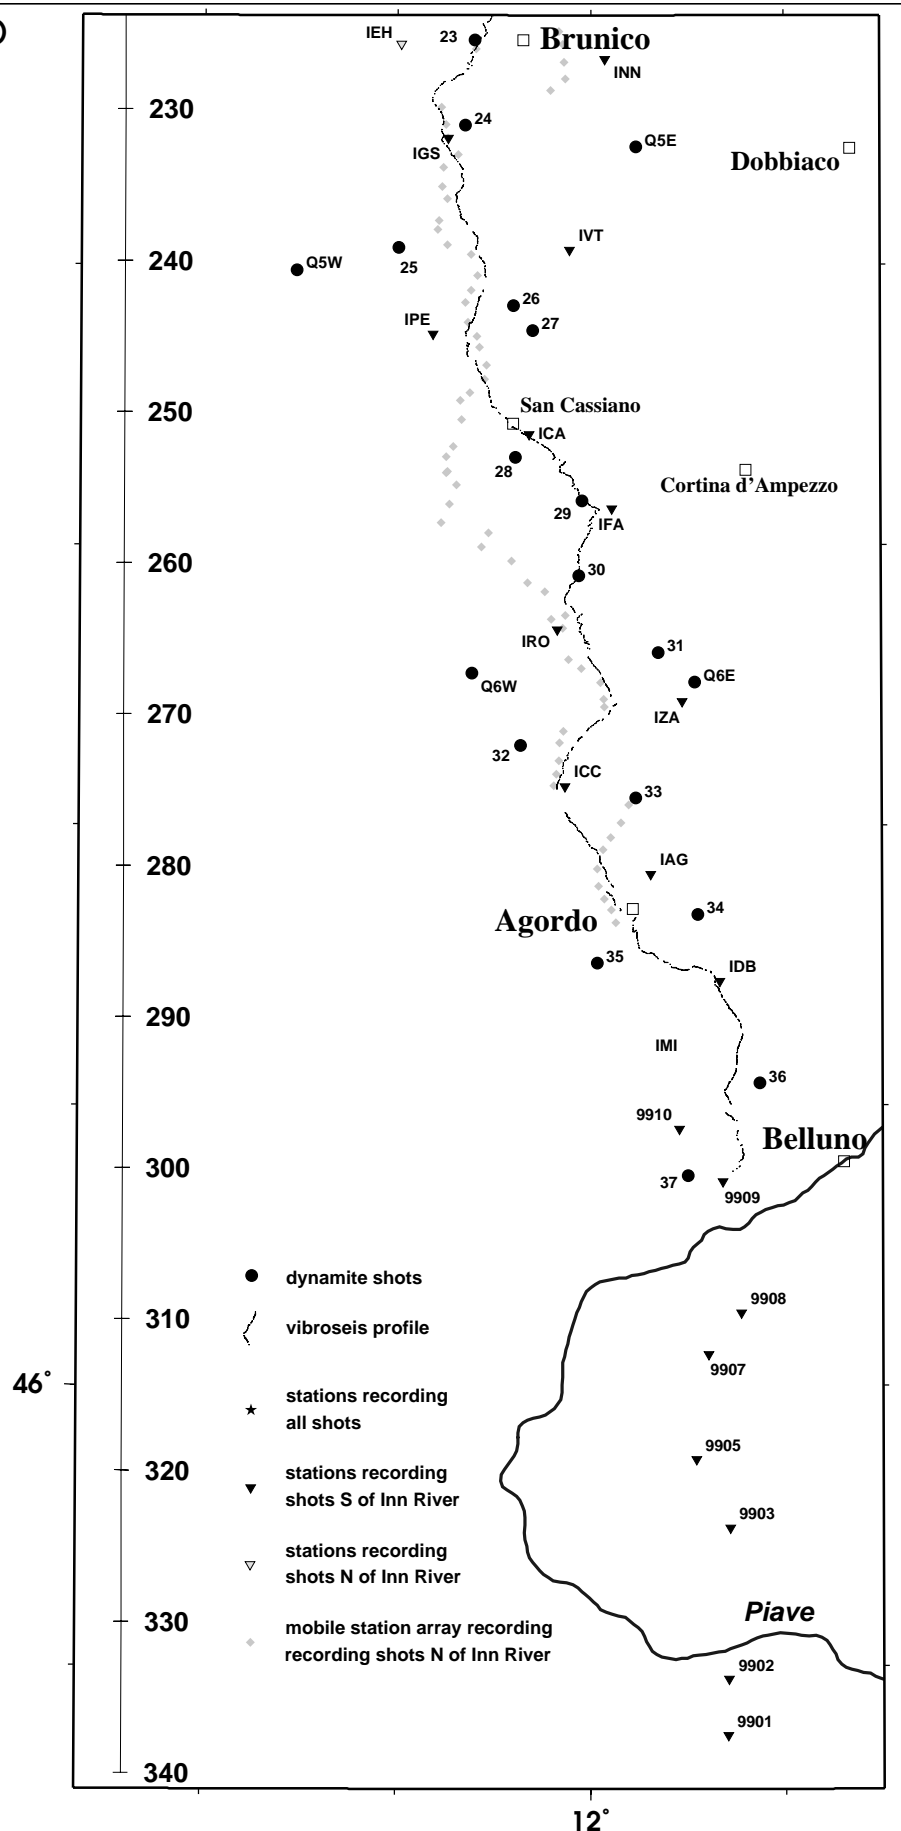 IEH
23
Brunico
INN
230
24
IGS
Q5E
Dobbiaco
IVT
240
Q5W
25
26
27
IPE
250
San Cassiano
ICA
28
Cortina d'Ampezzo
29
IFA
260
30
IRO
31
Q6W
Q6E
IZA
270
32
ICC
33
280
IAG
34
Agordo
35
IDB
290
IMI
36
9910
Belluno
300
37
9909
dynamite shots
9908
310
vibroseis profile
9907
46°
stations recording
all shots
9905
320
stations recording
shots S of Inn River
9903
stations recording
shots N of Inn River
Piave
330
mobile station array recording
recording shots N of Inn River
9902
9901
340
12°